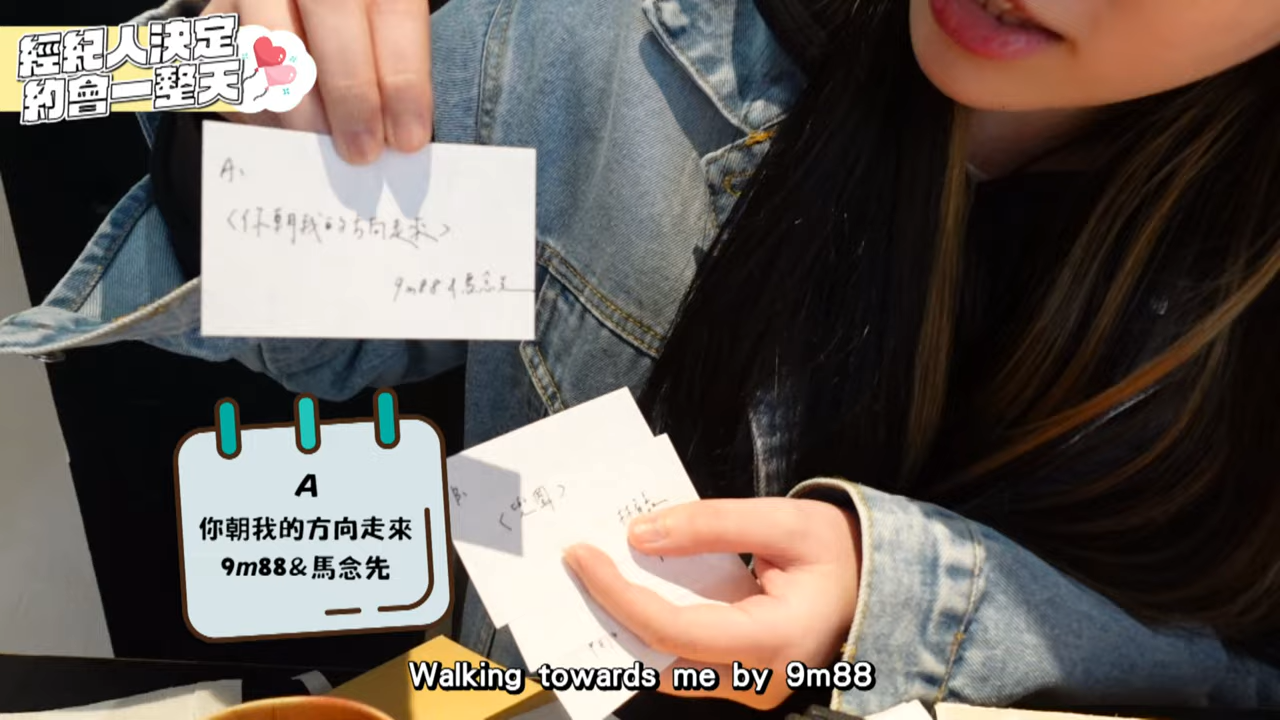 經紀人決定
約會一整天
A、
〈你朝我的方向走來〉
9m88&馬念先
A
你朝我的方向走來
9m88&馬念先
B、
Walking towards me by 9m88